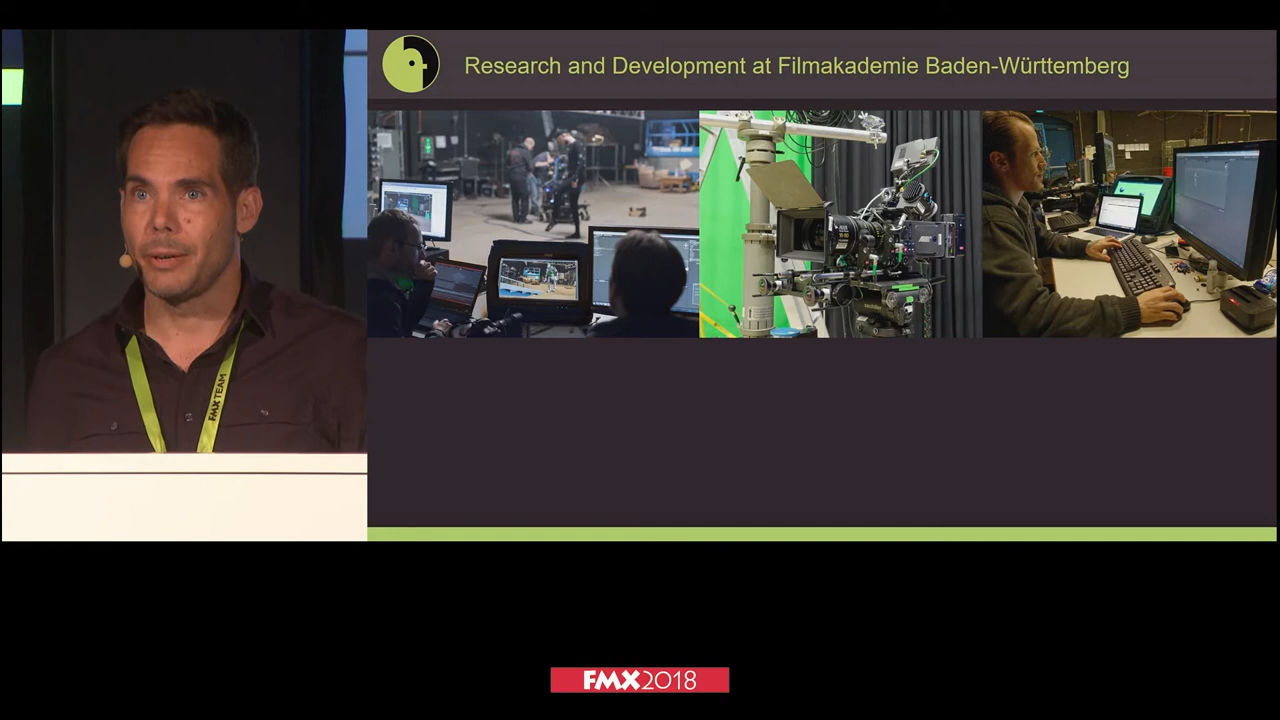 Research and Development at Filmakademie Baden-Württemberg
FMX TEAM
FMX2018